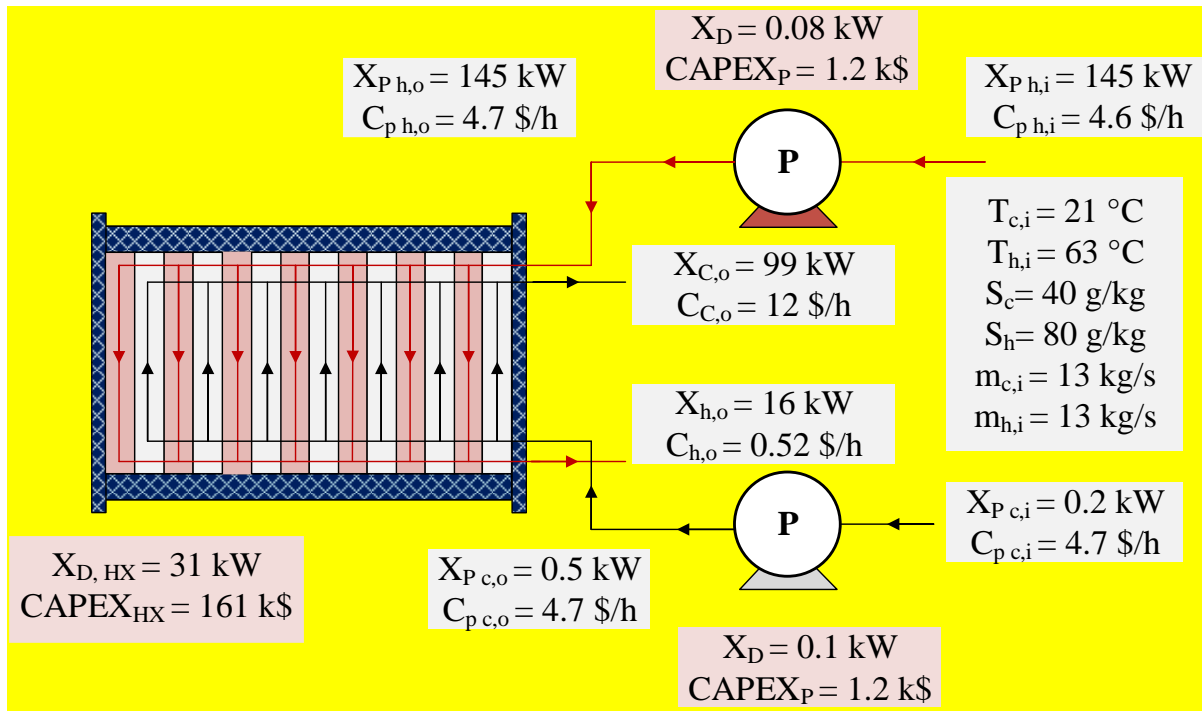 X_D = 0.08 kW
CAPEX_P = 1.2 k$
X_P h,o = 145 kW
C_p h,o = 4.7 $/h
X_P h,i = 145 kW
C_p h,i = 4.6 $/h
P
T_c,i = 21 °C
T_h,i = 63 °C
S_c= 40 g/kg
S_h= 80 g/kg
m_c,i = 13 kg/s
m_h,i = 13 kg/s
X_C,o = 99 kW
C_C,o = 12 $/h
X_h,o = 16 kW
C_h,o = 0.52 $/h
P
X_P c,i = 0.2 kW
C_p c,i = 4.7 $/h
X_D, HX = 31 kW
CAPEX_HX = 161 k$
X_P c,o = 0.5 kW
C_p c,o = 4.7 $/h
X_D = 0.1 kW
CAPEX_P = 1.2 k$